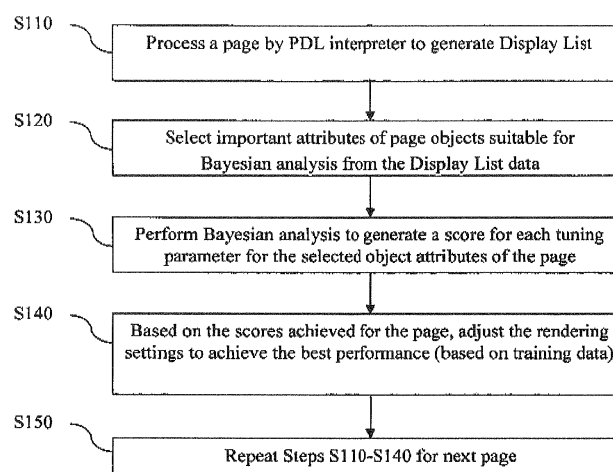 S110
Process a page by PDL interpreter to generate Display List
S120
Select important attributes of page objects suitable for
Bayesian analysis from the Display List data
S130
Perform Bayesian analysis to generate a score for each tuning
parameter for the selected object attributes of the page
S140
Based on the scores achieved for the page, adjust the rendering
settings to achieve the best performance (based on training data)
S150
Repeat Steps S110-S140 for next page